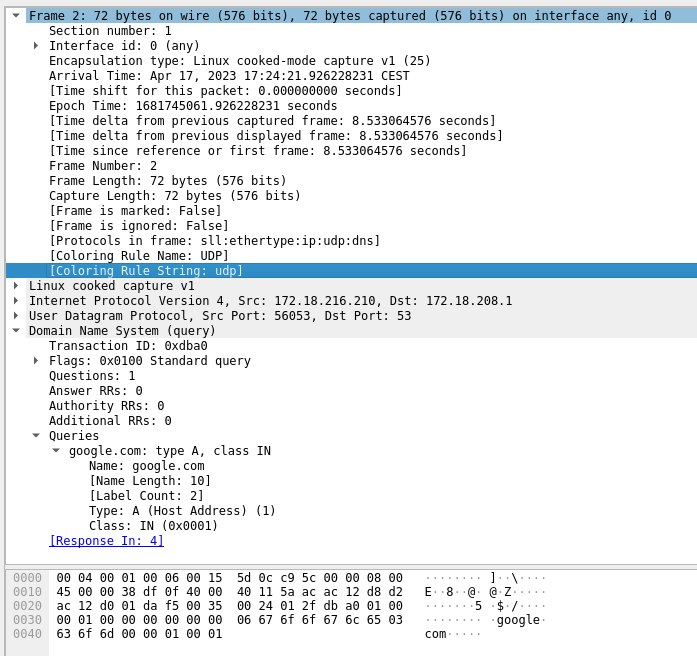 Frame 2: 72 bytes on wire (576 bits), 72 bytes captured (576 bits) on interface any, id 0
Section number: 1
Interface id: 0 (any)
Encapsulation type: Linux cooked-mode capture v1 (25)
Arrival Time: Apr 17, 2023 17:24:21.926228231 CEST
[Time shift for this packet: 0.000000000 seconds]
Epoch Time: 1681745061.926228231 seconds
[Time delta from previous captured frame: 8.533064576 seconds]
[Time delta from previous displayed frame: 8.533064576 seconds]
[Time since reference or first frame: 8.533064576 seconds]
Frame Number: 2
Frame Length: 72 bytes (576 bits)
Capture Length: 72 bytes (576 bits)
[Frame is marked: False]
[Frame is ignored: False]
[Protocols in frame: sll:ethertype:ip:udp:dns]
[Coloring Rule Name: UDP]
[Coloring Rule String: udp]
Linux cooked capture v1
Internet Protocol Version 4, Src: 172.18.216.210, Dst: 172.18.208.1
User Datagram Protocol, Src Port: 56053, Dst Port: 53
Domain Name System (query)
Transaction ID: 0xdba0
Flags: 0x0100 Standard query
Questions: 1
Answer RRs: 0
Authority RRs: 0
Additional RRs: 0
Queries
google.com: type A, class IN
Name: google.com
[Name Length: 10]
[Label Count: 2]
Type: A (Host Address) (1)
Class: IN (0x0001)
[Response In: 4]
0000 00 04 00 01 00 06 00 15 5d 0c c9 5c 00 00 08 00 ········ ]··\····
0010 45 00 00 38 df 0f 40 00 40 11 5a ac ac 12 d8 d2 E··8··@· @·Z·····
0020 ac 12 d0 01 da f5 00 35 00 24 01 2f db a0 01 00 ·······5 ·$·/····
0030 00 01 00 00 00 00 00 00 06 67 6f 6f 67 6c 65 03 ········ ·google·
0040 63 6f 6d 00 00 01 00 01 com·····